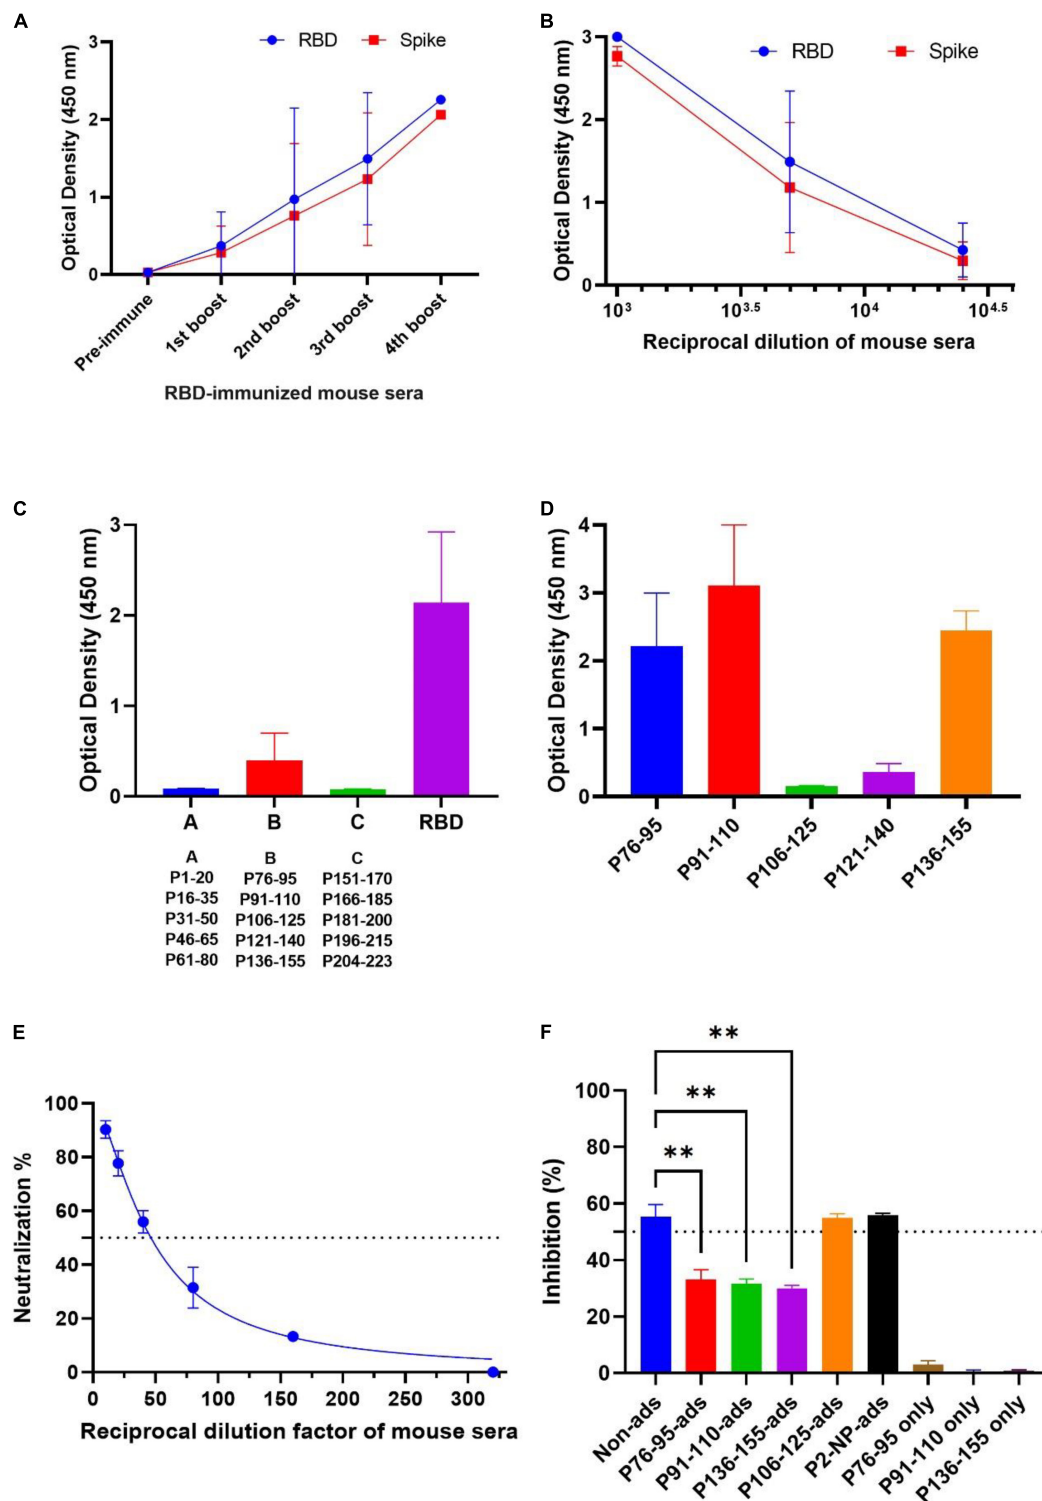 A
RBD
Spike
Optical Density (450 nm)
3
2
1
0
Pre-immune
1st boost
2nd boost
3rd boost
4th boost
RBD-immunized mouse sera
B
RBD
Spike
Optical Density (450 nm)
3
2
1
0
10^3
10^3.5
10^4
10^4.5
Reciprocal dilution of mouse sera
C
Optical Density (450 nm)
3
2
1
0
A B C RBD
A B C
P1-20 P76-95 P151-170
P16-35 P91-110 P166-185
P31-50 P106-125 P181-200
P46-65 P121-140 P196-215
P61-80 P136-155 P204-223
D
Optical Density (450 nm)
4
3
2
1
0
P76-95
P91-110
P106-125
P121-140
P136-155
E
Neutralization %
100
80
60
40
20
0
0 50 100 150 200 250 300
Reciprocal dilution factor of mouse sera
F
**
**
**
Inhibition (%)
100
80
60
40
20
0
Non-ads
P76-95-ads
P91-110-ads
P136-155-ads
P106-125-ads
P2-NP-ads
P76-95 only
P91-110 only
P136-155 only